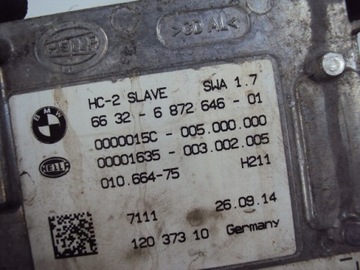 HELLA
>GD AL<
HC-2 SLAVE SWA 1.7
BMW
66 32 - 6 872 646 - 01
0000015C - 005.000.000
00001635 - 003.002.005
HELLA
010.664-75 H211
7111 26.09.14
120 373 10 Germany